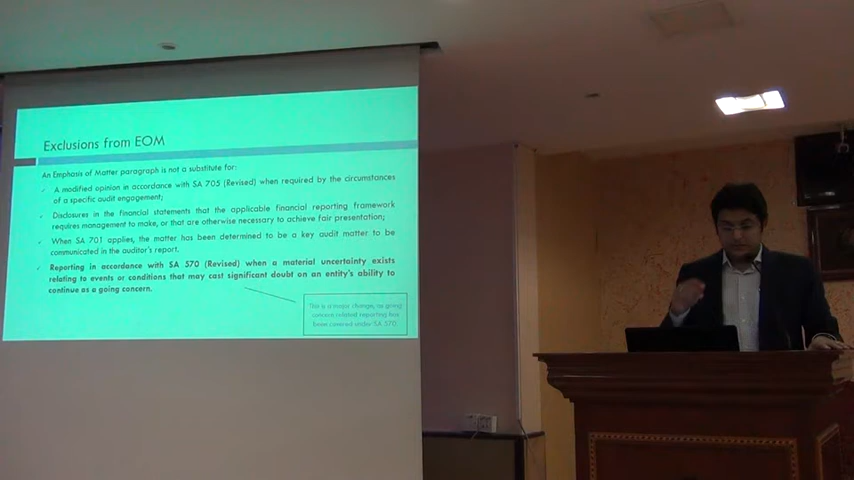 Exclusions from EOM
An Emphasis of Matter paragraph is not a substitute for:
✓ A modified opinion in accordance with SA 705 (Revised) when required by the circumstances
of a specific audit engagement;
✓ Disclosures in the financial statements that the applicable financial reporting framework
requires management to make, or that are otherwise necessary to achieve fair presentation;
✓ When SA 701 applies, the matter has been determined to be a key audit matter to be
communicated in the auditor's report.
✓ Reporting in accordance with SA 570 (Revised) when a material uncertainty exists
relating to events or conditions that may cast significant doubt on an entity's ability to
continue as a going concern.
This is a major change, as going
concern related reporting has
been covered under SA 570